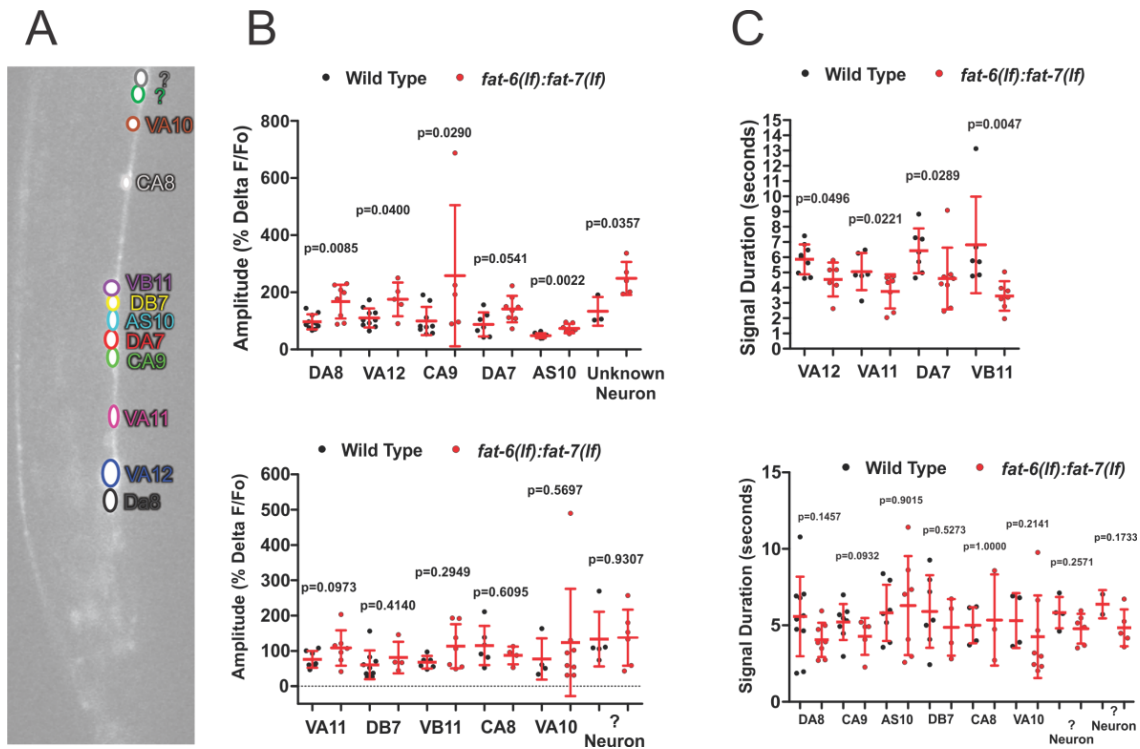 A
?
?
VA10
CA8
VB11
DB7
AS10
DA7
CA9
VA11
VA12
Da8
B
Wild Type fat-6(lf):fat-7(lf)
Amplitude (% Delta F/Fo)
800
600
400
200
0
p=0.0085
p=0.0400
p=0.0290
p=0.0541
p=0.0022
p=0.0357
DA8 VA12 CA9 DA7 AS10 Unknown
Neuron
Wild Type fat-6(lf):fat-7(lf)
Amplitude (% Delta F/Fo)
600
500
400
300
200
100
0
p=0.0973
p=0.4140
p=0.2949
p=0.6095
p=0.5697
p=0.9307
VA11 DB7 VB11 CA8 VA10 ?
Neuron
C
Wild Type fat-6(lf):fat-7(lf)
Signal Duration (seconds)
15
14
13
12
11
10
9
8
7
6
5
4
3
2
1
0
p=0.0496
p=0.0221
p=0.0289
p=0.0047
VA12 VA11 DA7 VB11
Wild Type fat-6(lf):fat-7(lf)
Signal Duration (seconds)
15
10
5
0
p=0.1457
p=0.0932
p=0.9015
p=0.5273
p=1.0000
p=0.2141
p=0.2571
p=0.1733
DA8 CA9 AS10 DB7 CA8 VA10 ? ?
Neuron Neuron